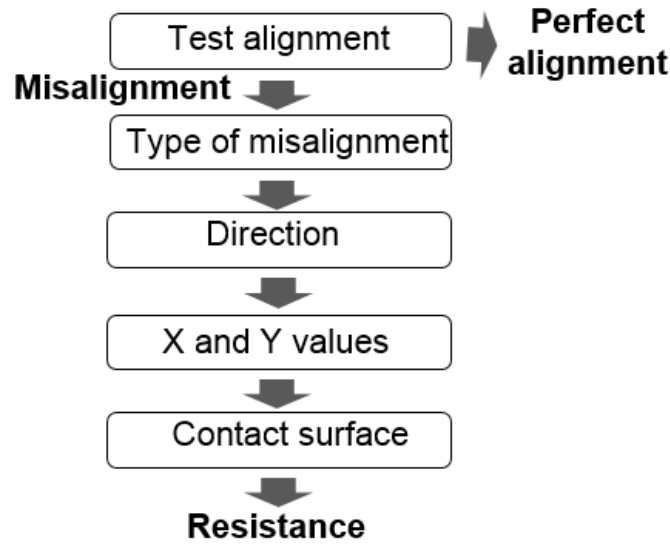 Test alignment
Perfect
alignment
Misalignment
Type of misalignment
Direction
X and Y values
Contact surface
Resistance